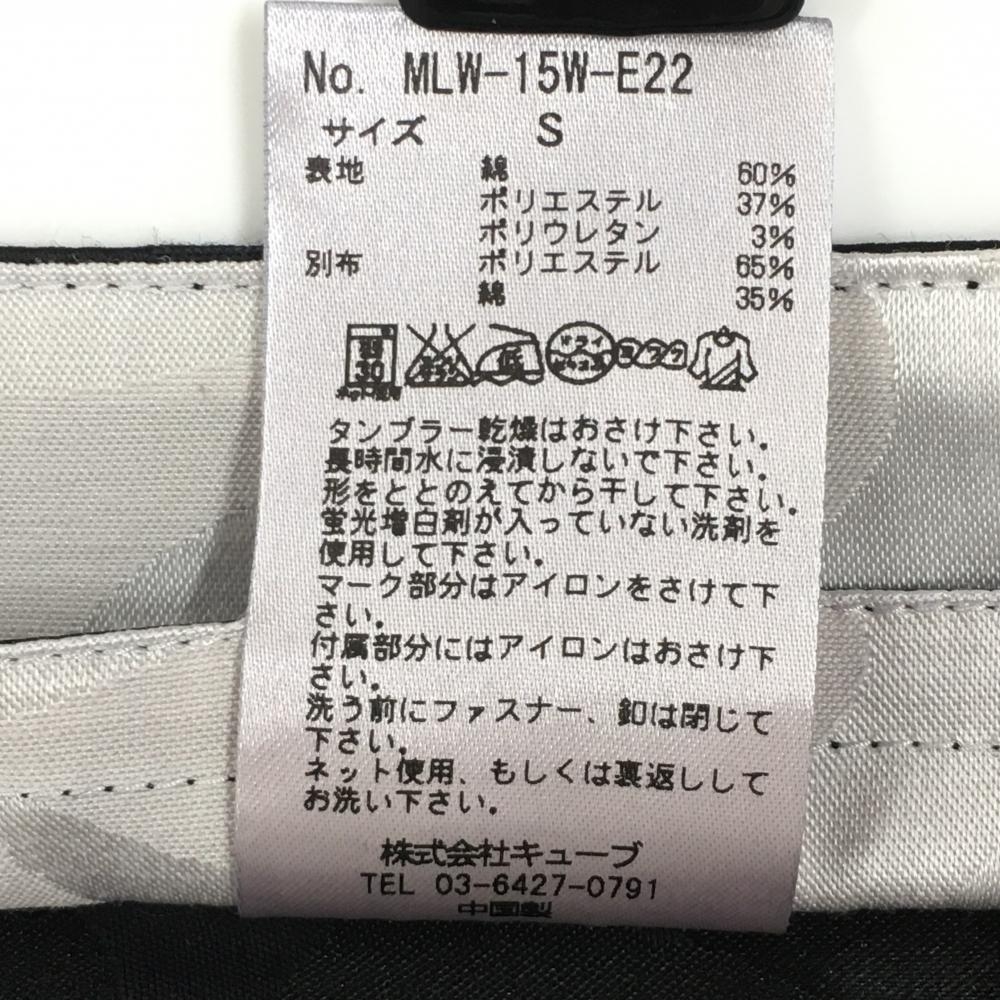 No. MLW-15W-E22
サイズ S
表地 綿 60%
ポリエステル 37%
ポリウレタン 3%
別布 ポリエステル 65%
綿 35%
30
低
ドライ
ヨワク
タンブラー乾燥はおさけ下さい。
長時間水に浸漬しないで下さい。
形をととのえてから干して下さい。
蛍光増白剤が入っていない洗剤を
使用して下さい。
マーク部分はアイロンをさけて下
さい。
付属部分にはアイロンはおさけ下
さい。
洗う前にファスナー、釦は閉じて
下さい。
ネット使用、もしくは裏返しして
お洗い下さい。
株式会社キューブ
TEL 03-6427-0791
中国製